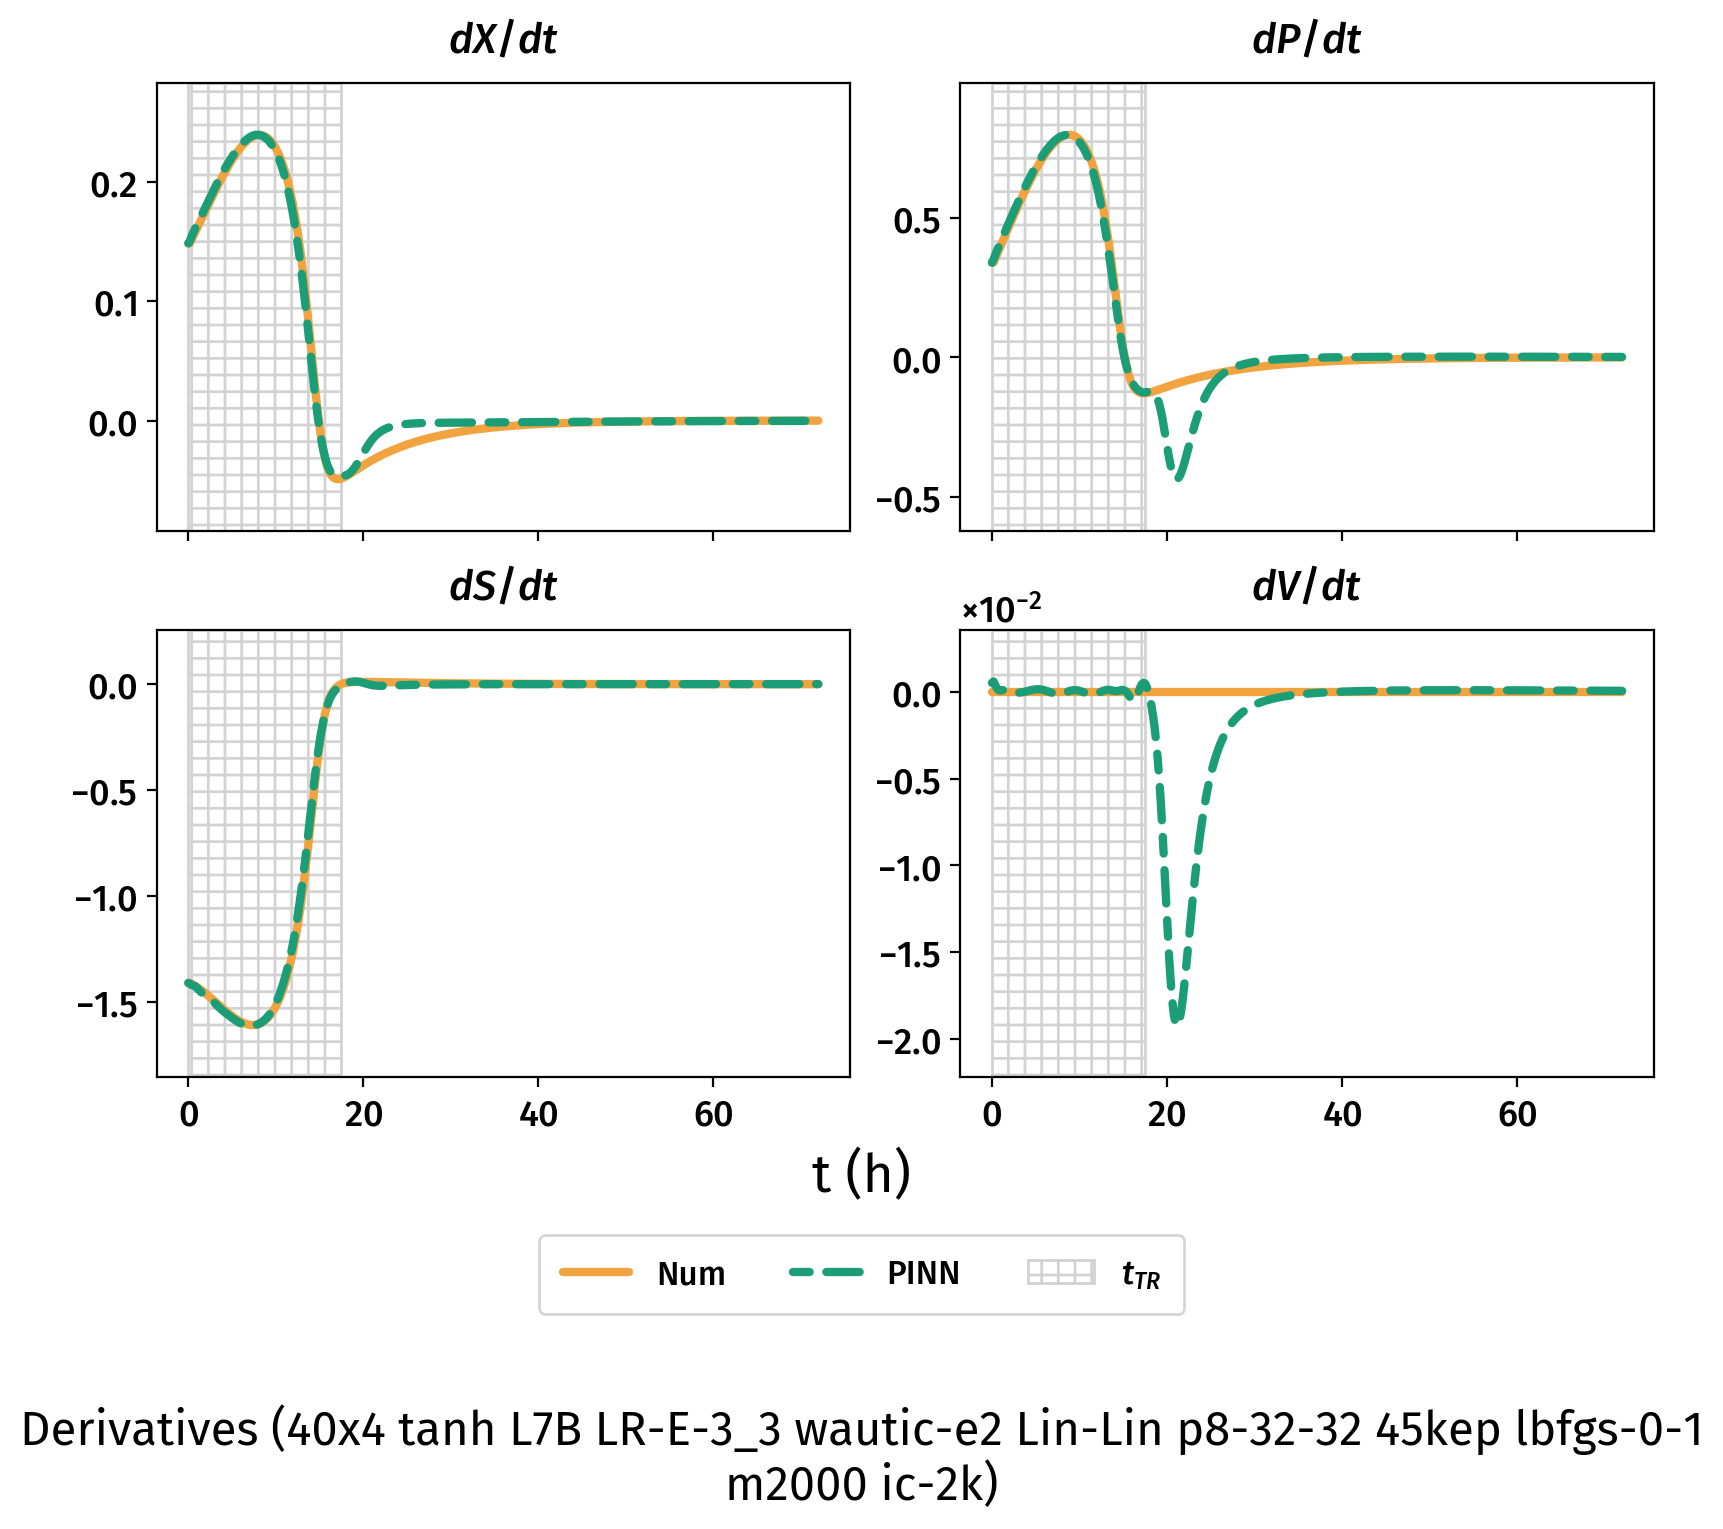 dX/dt
dP/dt
0.2
0.1
0.0
0.5
0.0
−0.5
dS/dt
dV/dt
×10⁻²
0.0
−0.5
−1.0
−1.5
0.0
−0.5
−1.0
−1.5
−2.0
0 20 40 60
0 20 40 60
t (h)
Num PINN t_TR
Derivatives (40x4 tanh L7B LR-E-3_3 wautic-e2 Lin-Lin p8-32-32 45kep lbfgs-0-1
m2000 ic-2k)